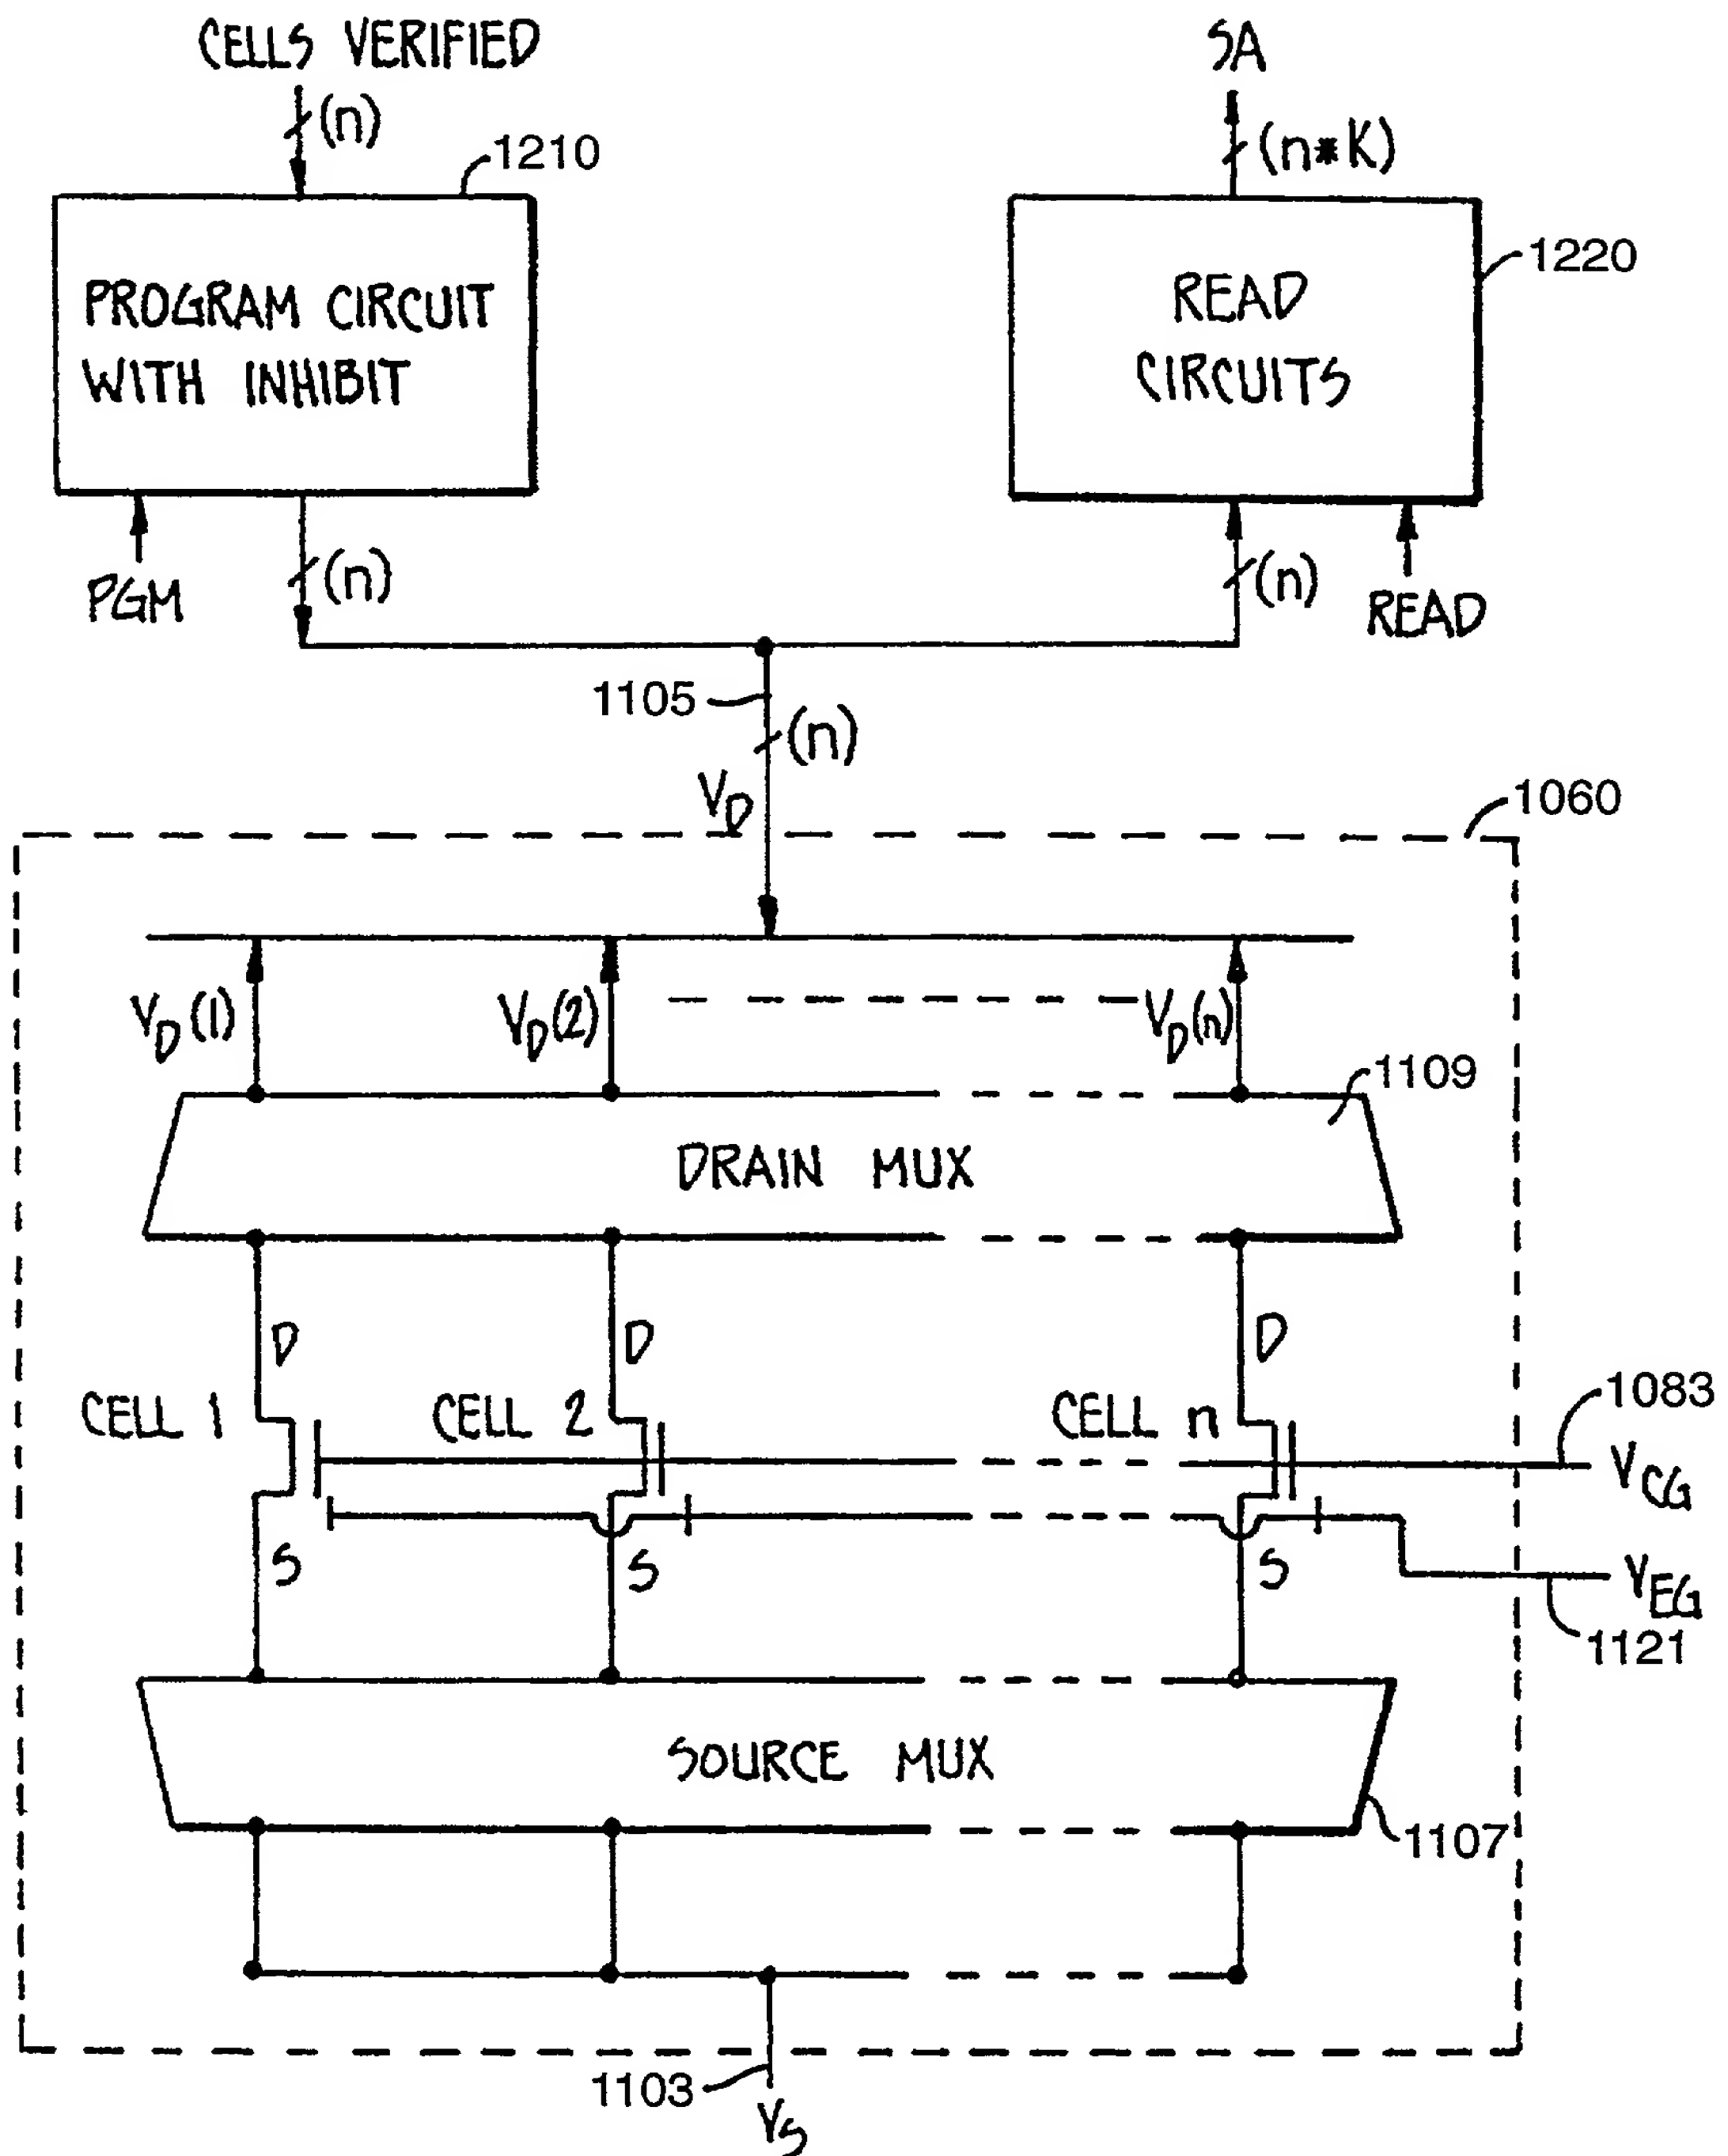 CELLS VERIFIED
SA
(n)
(n*K)
1210
1220
PROGRAM CIRCUIT
WITH INHIBIT
READ
CIRCUITS
PGM
(n)
(n)
READ
1105
(n)
VD
1060
VD(1)
VD(2)
VD(n)
1109
DRAIN MUX
D
D
D
CELL 1
CELL 2
CELL n
1083
VCG
S
S
S
VEG
1121
SOURCE MUX
1107
1103
VS